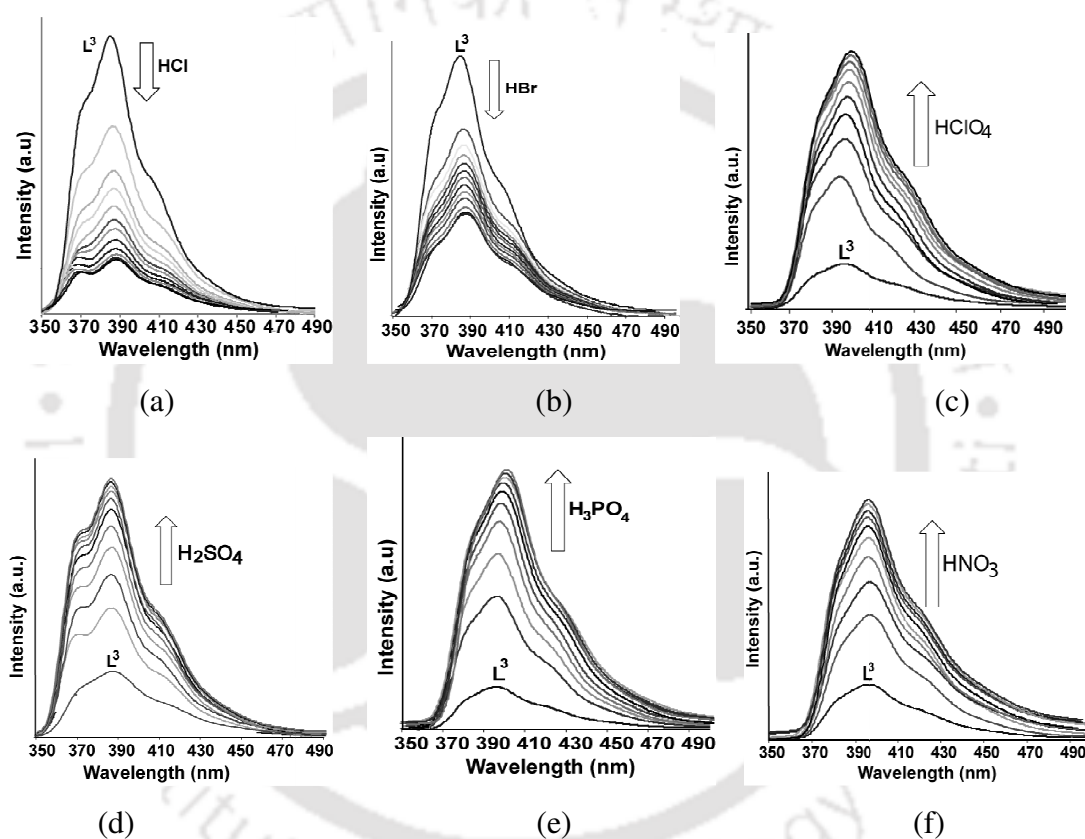 L³
HCl
Intensity (a.u)
350 370 390 410 430 450 470 490
Wavelength (nm)
(a)
L³
HBr
Intensity (a.u)
350 370 390 410 430 450 470 490
Wavelength (nm)
(b)
HClO₄
L³
Intensity (a.u.)
350 370 390 410 430 450 470 490
Wavelength (nm)
(c)
H₂SO₄
L³
Intensity (a.u.)
350 370 390 410 430 450 470 490
Wavelength (nm)
(d)
H₃PO₄
L³
Intensity (a.u)
350 370 390 410 430 450 470 490
Wavelength (nm)
(e)
HNO₃
L³
Intensity (a.u.)
350 370 390 410 430 450 470 490
Wavelength (nm)
(f)